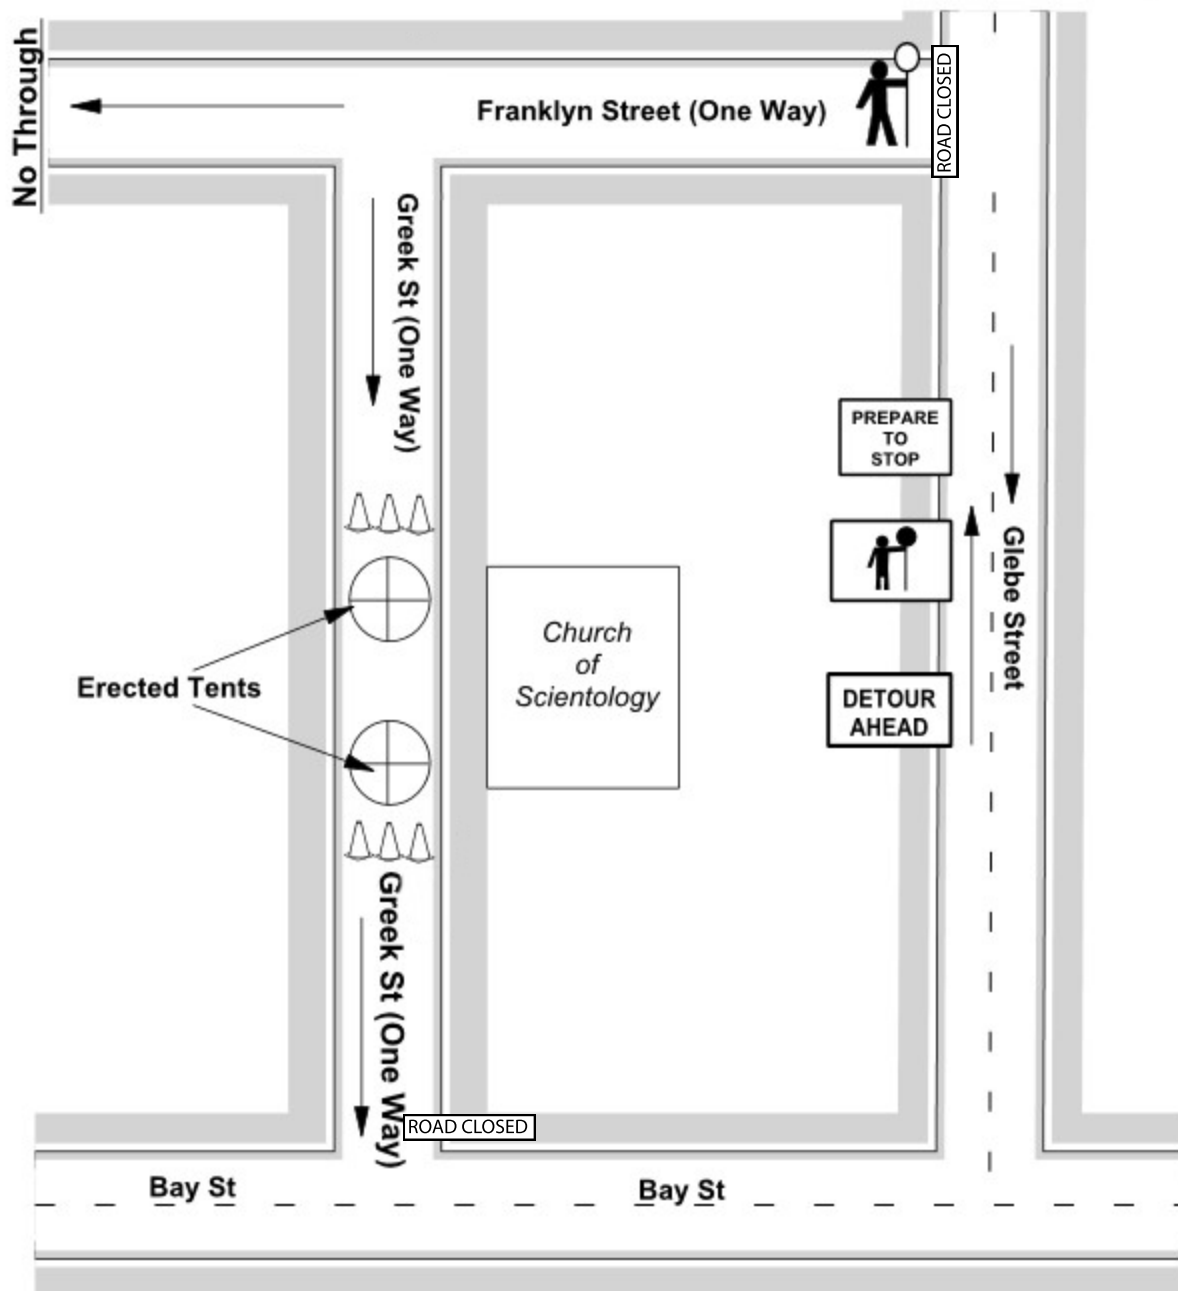 No Through
Franklyn Street (One Way)
ROAD CLOSED
Greek St (One Way)
PREPARE
TO
STOP
Glebe Street
Church
of
Scientology
Erected Tents
DETOUR
AHEAD
Greek St (One Way)
ROAD CLOSED
Bay St
Bay St